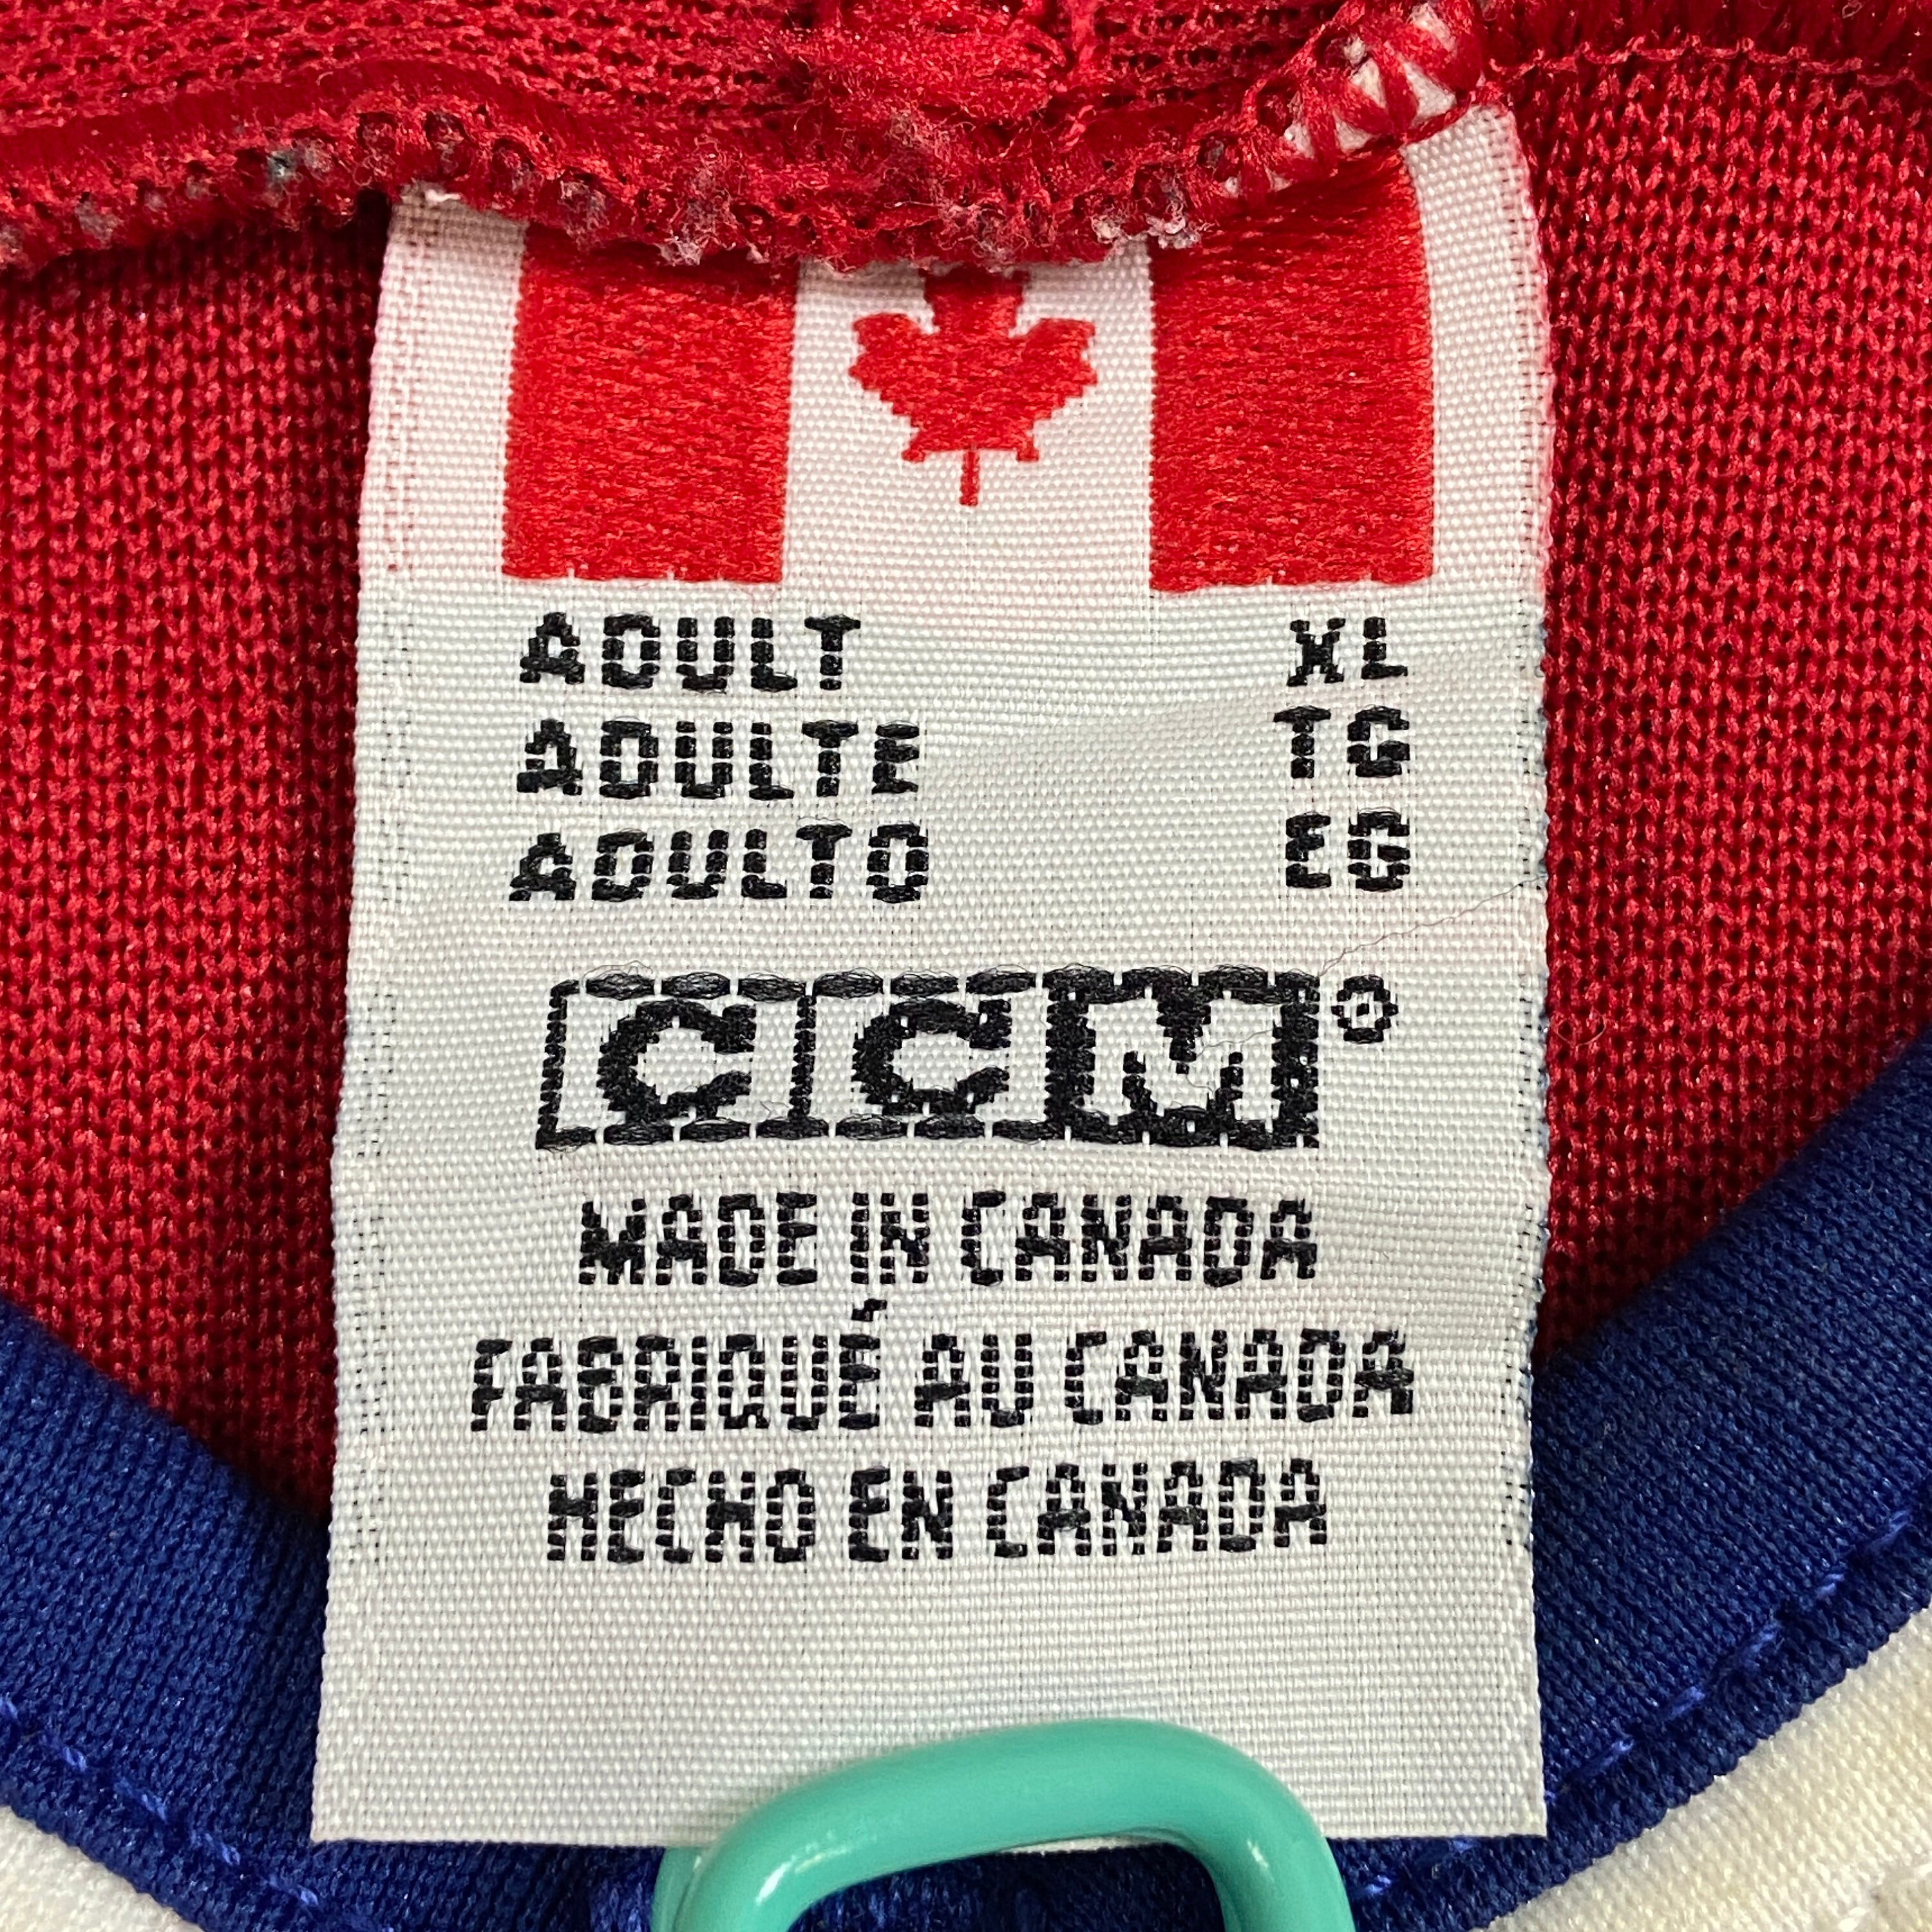 ADULT XL
ADULTE TG
ADULTO EG
CCM®
MADE IN CANADA
FABRIQUÉ AU CANADA
HECHO EN CANADA